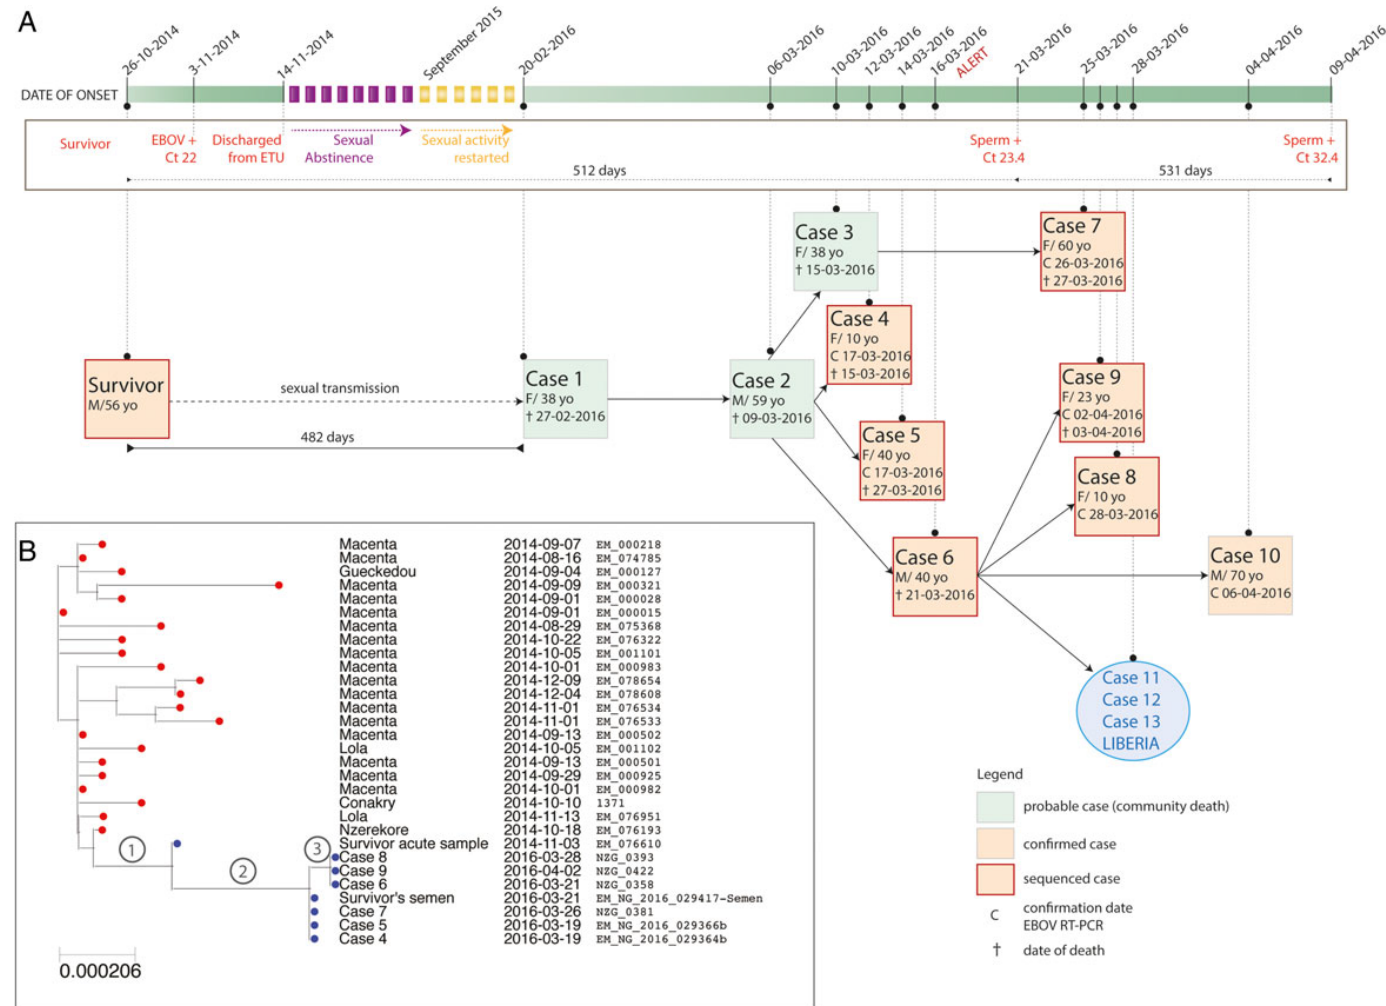 A
26-10-2014
3-11-2014
14-11-2014
September 2015
20-02-2016
06-03-2016
10-03-2016
12-03-2016
14-03-2016
16-03-2016
ALERT
21-03-2016
25-03-2016
28-03-2016
04-04-2016
09-04-2016
DATE OF ONSET
Survivor
EBOV +
Ct 22
Discharged
from ETU
Sexual
Abstinence
Sexual activity
restarted
Sperm +
Ct 23.4
Sperm +
Ct 32.4
512 days
531 days
Case 3
F/ 38 yo
† 15-03-2016
Case 7
F/ 60 yo
C 26-03-2016
† 27-03-2016
Case 4
F/ 10 yo
C 17-03-2016
† 15-03-2016
Survivor
M/56 yo
sexual transmission
482 days
Case 1
F/ 38 yo
† 27-02-2016
Case 2
M/ 59 yo
† 09-03-2016
Case 9
F/ 23 yo
C 02-04-2016
† 03-04-2016
Case 5
F/ 40 yo
C 17-03-2016
† 27-03-2016
Case 8
F/ 10 yo
C 28-03-2016
Case 6
M/ 40 yo
† 21-03-2016
Case 10
M/ 70 yo
C 06-04-2016
Case 11
Case 12
Case 13
LIBERIA
Legend
probable case (community death)
confirmed case
sequenced case
C confirmation date
EBOV RT-PCR
† date of death
B
Macenta 2014-09-07 EM_000218
Macenta 2014-08-16 EM_074785
Gueckedou 2014-09-04 EM_000127
Macenta 2014-09-09 EM_000321
Macenta 2014-09-01 EM_000028
Macenta 2014-09-01 EM_000015
Macenta 2014-08-29 EM_075368
Macenta 2014-10-22 EM_076322
Macenta 2014-10-05 EM_001101
Macenta 2014-10-01 EM_000983
Macenta 2014-12-09 EM_078654
Macenta 2014-12-04 EM_078608
Macenta 2014-11-01 EM_076534
Macenta 2014-11-01 EM_076533
Macenta 2014-09-13 EM_000502
Lola 2014-10-05 EM_001102
Macenta 2014-09-13 EM_000501
Macenta 2014-09-29 EM_000925
Macenta 2014-10-01 EM_000982
Conakry 2014-10-10 1371
Lola 2014-11-13 EM_076951
Nzerekore 2014-10-18 EM_076193
Survivor acute sample 2014-11-03 EM_076610
Case 8 2016-03-28 NZG_0393
Case 9 2016-04-02 NZG_0422
Case 6 2016-03-21 NZG_0358
Survivor's semen 2016-03-21 EM_NG_2016_029417-Semen
Case 7 2016-03-26 NZG_0381
Case 5 2016-03-19 EM_NG_2016_029366b
Case 4 2016-03-19 EM_NG_2016_029364b
1
2
3
0.000206